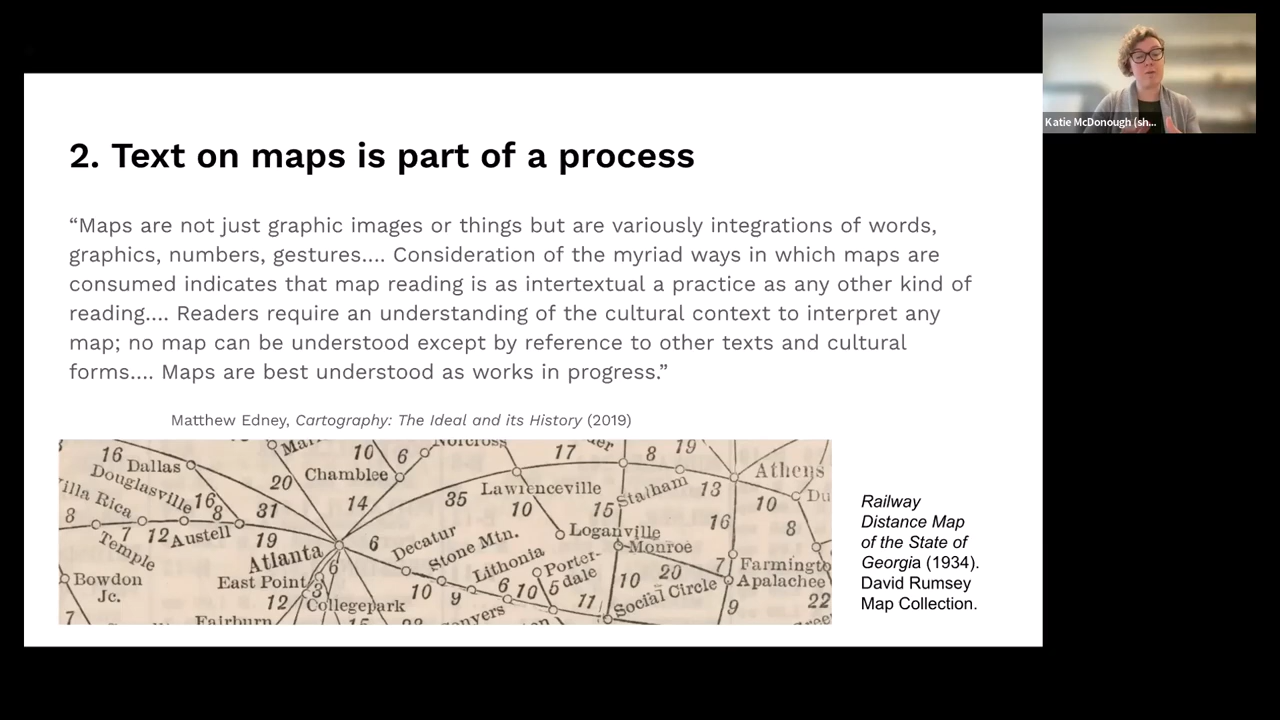 Katie McDonough (sh...
2. Text on maps is part of a process
“Maps are not just graphic images or things but are variously integrations of words,
graphics, numbers, gestures.... Consideration of the myriad ways in which maps are
consumed indicates that map reading is as intertextual a practice as any other kind of
reading.... Readers require an understanding of the cultural context to interpret any
map; no map can be understood except by reference to other texts and cultural
forms.... Maps are best understood as works in progress.”
Matthew Edney, Cartography: The Ideal and its History (2019)
16 Dallas 20 10 6 17 8 19
Chamblee Athens
Douglasville 16 8 31 14 35 Lawrenceville 10 15 Statham 13 10
8 7 12 Austell 19 Atlanta 6 Decatur Stone Mtn. Loganville 16 8
Temple Lithonia Monroe
Bowdon East Point 6 3 Porter- 10 20 7
Jc. 12 Collegepark 10 9 6 10 5 dale 11 Social Circle Apalachee
7 Fairburn 9 22
Railway
Distance Map
of the State of
Georgia (1934).
David Rumsey
Map Collection.